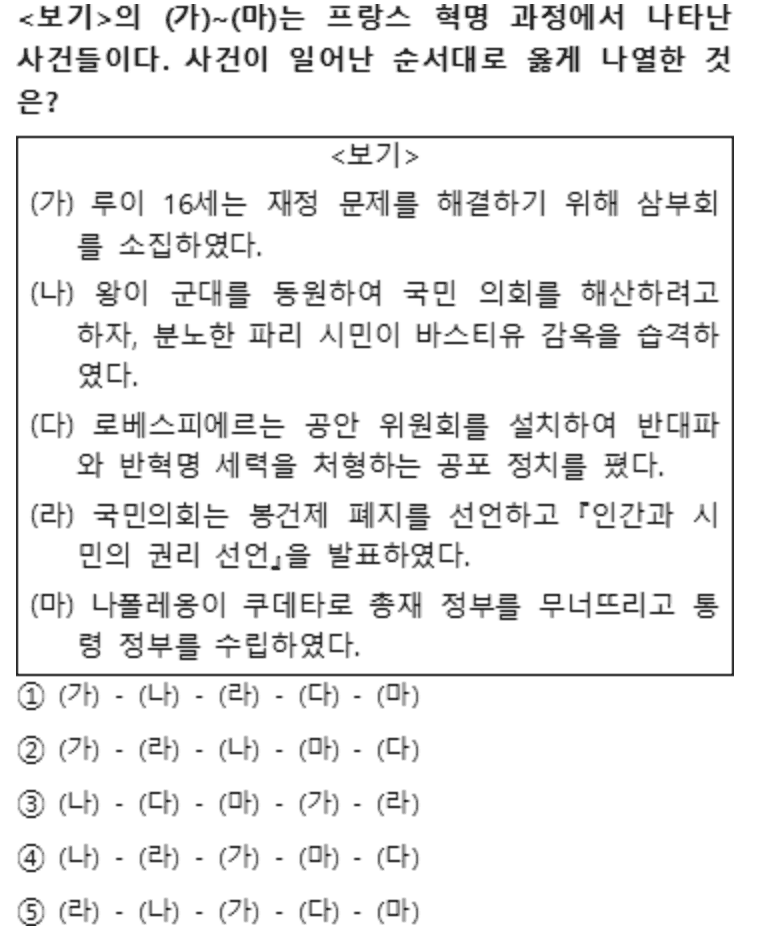 <보기>의 (가)~(마)는 프랑스 혁명 과정에서 나타난
사건들이다. 사건이 일어난 순서대로 옳게 나열한 것
은?
<보기>
(가) 루이 16세는 재정 문제를 해결하기 위해 삼부회
를 소집하였다.
(나) 왕이 군대를 동원하여 국민 의회를 해산하려고
하자, 분노한 파리 시민이 바스티유 감옥을 습격하
였다.
(다) 로베스피에르는 공안 위원회를 설치하여 반대파
와 반혁명 세력을 처형하는 공포 정치를 폈다.
(라) 국민의회는 봉건제 폐지를 선언하고 『인간과 시
민의 권리 선언』을 발표하였다.
(마) 나폴레옹이 쿠데타로 총재 정부를 무너뜨리고 통
령 정부를 수립하였다.
① (가) - (나) - (라) - (다) - (마)
② (가) - (라) - (나) - (마) - (다)
③ (나) - (다) - (마) - (가) - (라)
④ (나) - (라) - (가) - (마) - (다)
⑤ (라) - (나) - (가) - (다) - (마)